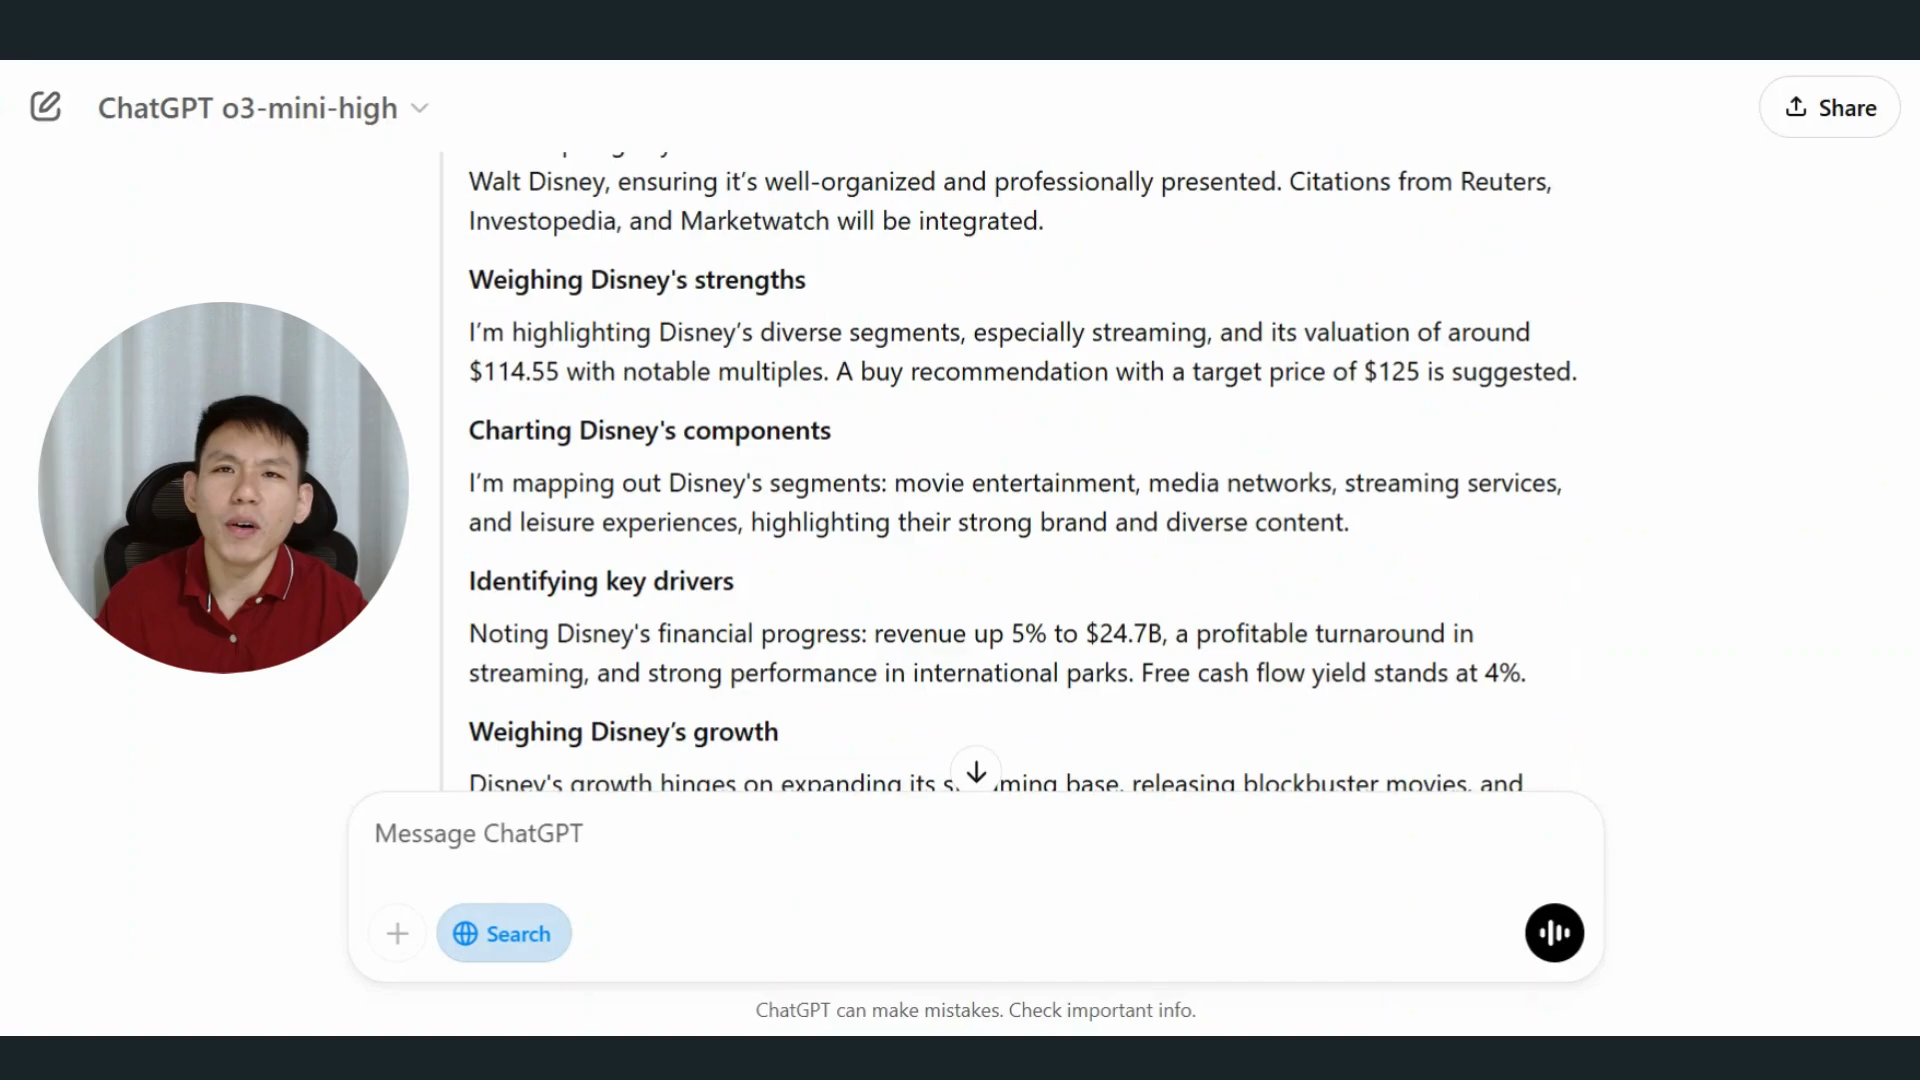 ChatGPT o3-mini-high
Share
Walt Disney, ensuring it’s well-organized and professionally presented. Citations from Reuters,
Investopedia, and Marketwatch will be integrated.
Weighing Disney's strengths
I’m highlighting Disney’s diverse segments, especially streaming, and its valuation of around
$114.55 with notable multiples. A buy recommendation with a target price of $125 is suggested.
Charting Disney's components
I’m mapping out Disney's segments: movie entertainment, media networks, streaming services,
and leisure experiences, highlighting their strong brand and diverse content.
Identifying key drivers
Noting Disney's financial progress: revenue up 5% to $24.7B, a profitable turnaround in
streaming, and strong performance in international parks. Free cash flow yield stands at 4%.
Weighing Disney’s growth
Disney's growth hinges on expanding its base, releasing blockbuster movies, and
Message ChatGPT
Search
ChatGPT can make mistakes. Check important info.